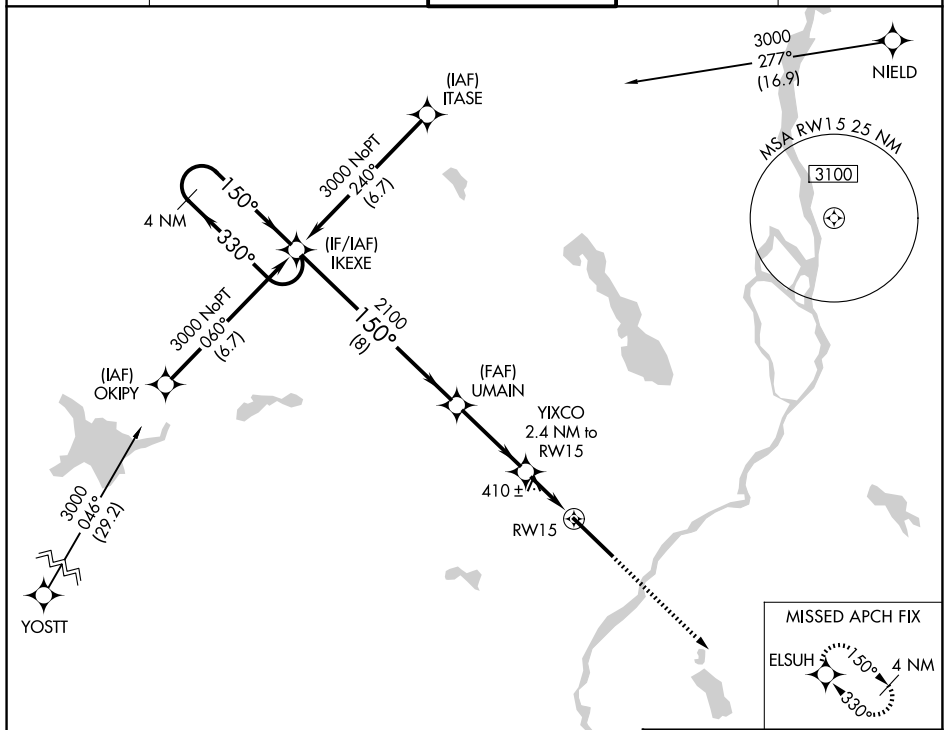 3000
277°
(16.9)
NIELD
(IAF)
ITASE
MSA RW15 25 NM
3100
3000 NoPT
240°
(6.7)
150°
4 NM
330°
(IF/IAF)
IKEXE
3000 NoPT
060°
(6.7)
2100
150°
(8)
(IAF)
OKIPY
(FAF)
UMAIN
YIXCO
2.4 NM to
RW15
410 ±
RW15
3000
046°
(29.2)
YOSTT
MISSED APCH FIX
ELSUH
150°
4 NM
330°